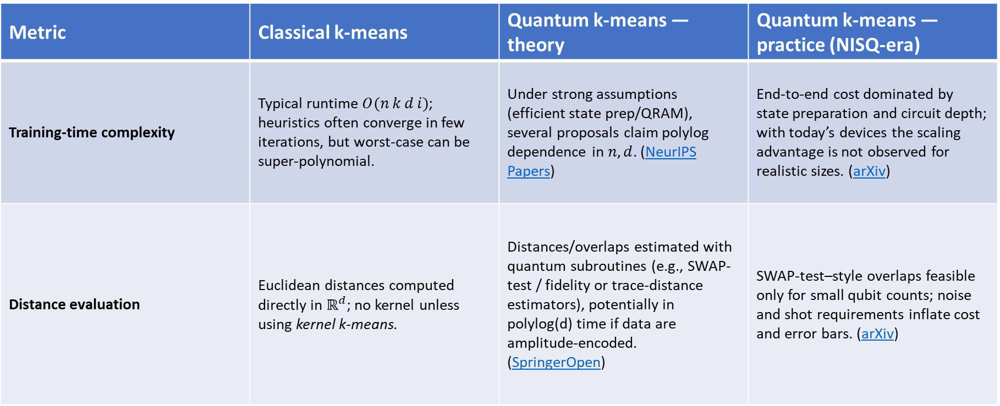 Metric
Classical k-means
Quantum k-means —
theory
Quantum k-means —
practice (NISQ-era)
Training-time complexity
Typical runtime O(n k d i);
heuristics often converge in few
iterations, but worst-case can be
super-polynomial.
Under strong assumptions
(efficient state prep/QRAM),
several proposals claim polylog
dependence in n, d. (NeurIPS
Papers)
End-to-end cost dominated by
state preparation and circuit depth;
with today’s devices the scaling
advantage is not observed for
realistic sizes. (arXiv)
Distance evaluation
Euclidean distances computed
directly in ℝᵈ; no kernel unless
using kernel k-means.
Distances/overlaps estimated with
quantum subroutines (e.g., SWAP-
test / fidelity or trace-distance
estimators), potentially in
polylog(d) time if data are
amplitude-encoded.
(SpringerOpen)
SWAP-test–style overlaps feasible
only for small qubit counts; noise
and shot requirements inflate cost
and error bars. (arXiv)